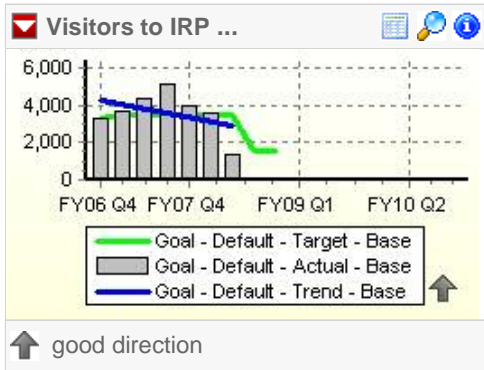 Visitors to IRP ...
6,000
4,000
2,000
0
FY06 Q4 FY07 Q4 FY09 Q1 FY10 Q2
Goal - Default - Target - Base
Goal - Default - Actual - Base
Goal - Default - Trend - Base
good direction